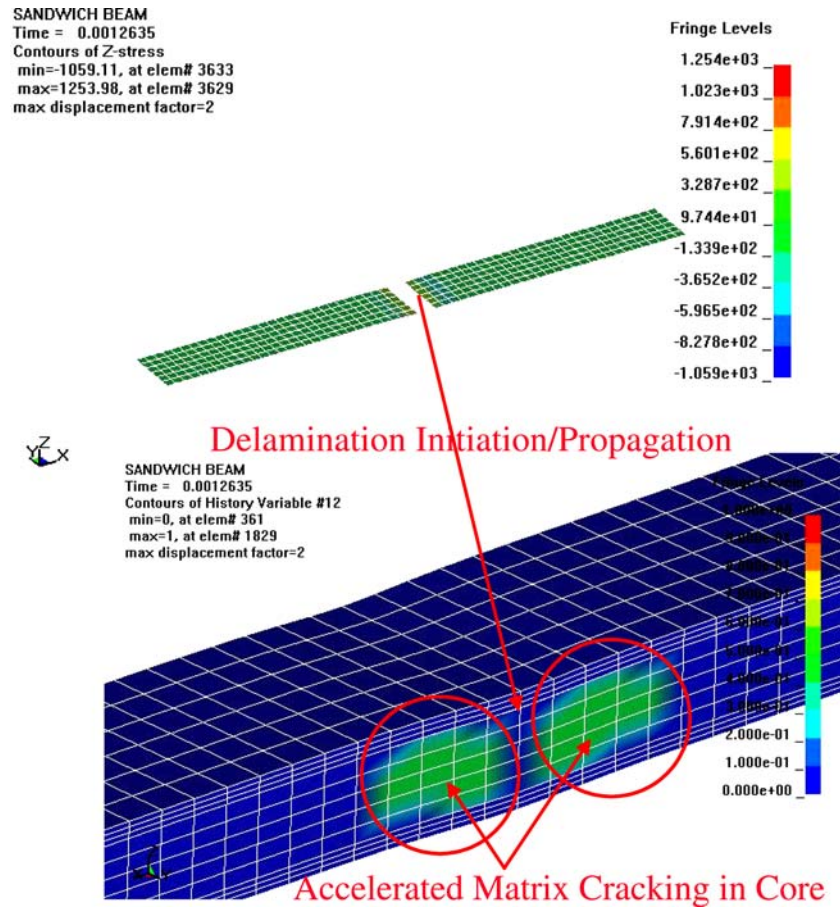 SANDWICH BEAM
Time = 0.0012635
Contours of Z-stress
min=-1059.11, at elem# 3633
max=1253.98, at elem# 3629
max displacement factor=2
Fringe Levels
1.254e+03
1.023e+03
7.914e+02
5.601e+02
3.287e+02
9.744e+01
-1.339e+02
-3.652e+02
-5.965e+02
-8.278e+02
-1.059e+03
Z
Y
X
Delamination Initiation/Propagation
SANDWICH BEAM
Time = 0.0012635
Contours of History Variable #12
min=0, at elem# 361
max=1, at elem# 1829
max displacement factor=2
Fringe Levels
2.000e-01
1.000e-01
0.000e+00
Accelerated Matrix Cracking in Core